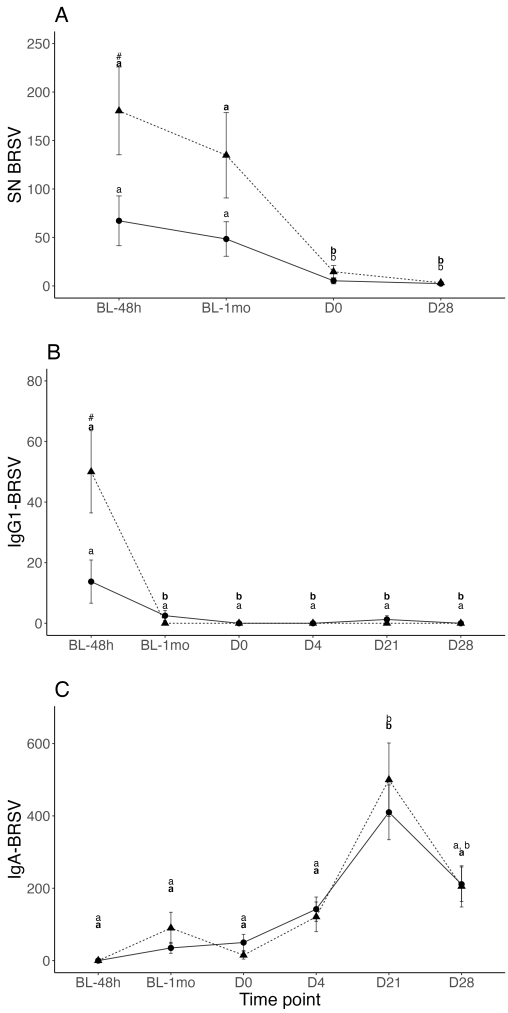 A
SN BRSV
250
200
150
100
50
0
#
a
a
a
a
b
b
b
b
BL-48h BL-1mo D0 D28
B
IgG1-BRSV
80
60
40
20
0
#
a
a
b b b b b
a a a a a
BL-48h BL-1mo D0 D4 D21 D28
C
IgA-BRSV
600
400
200
0
b
b
a, b
a
a
a
a
a
a
a a
a a
BL-48h BL-1mo D0 D4 D21 D28
Time point